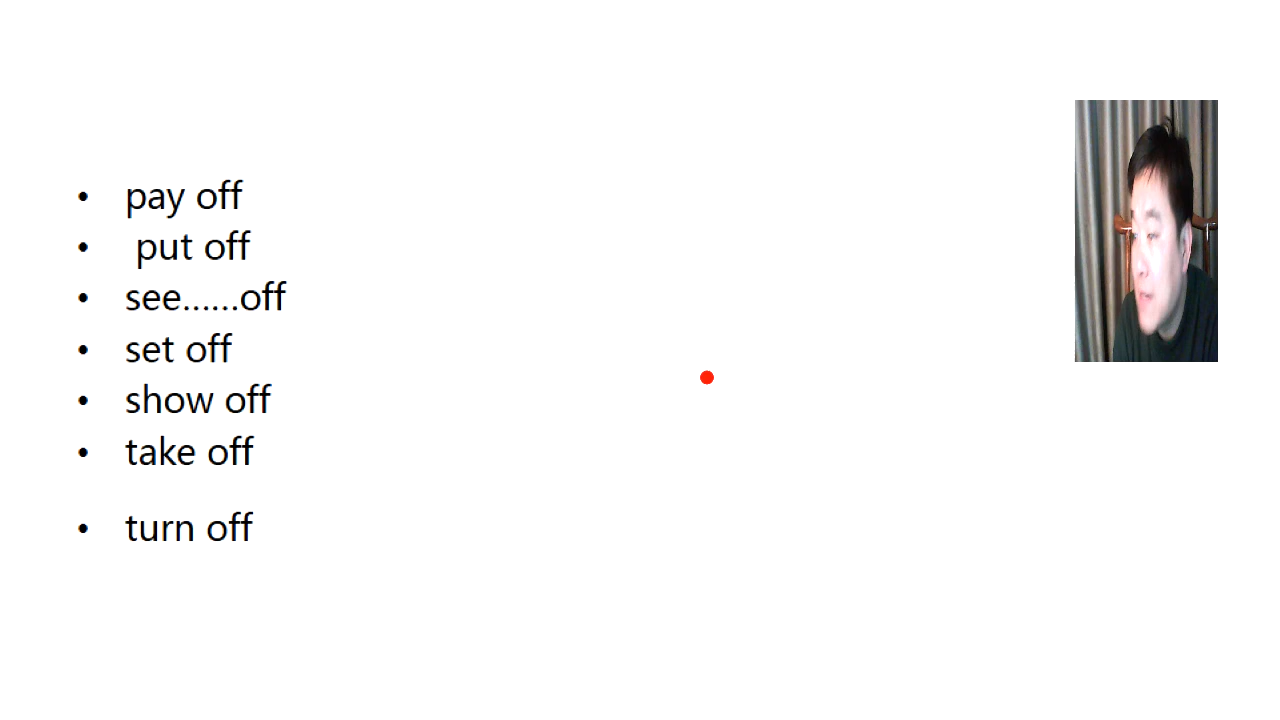 • pay off
• put off
• see......off
• set off
• show off
• take off
• turn off